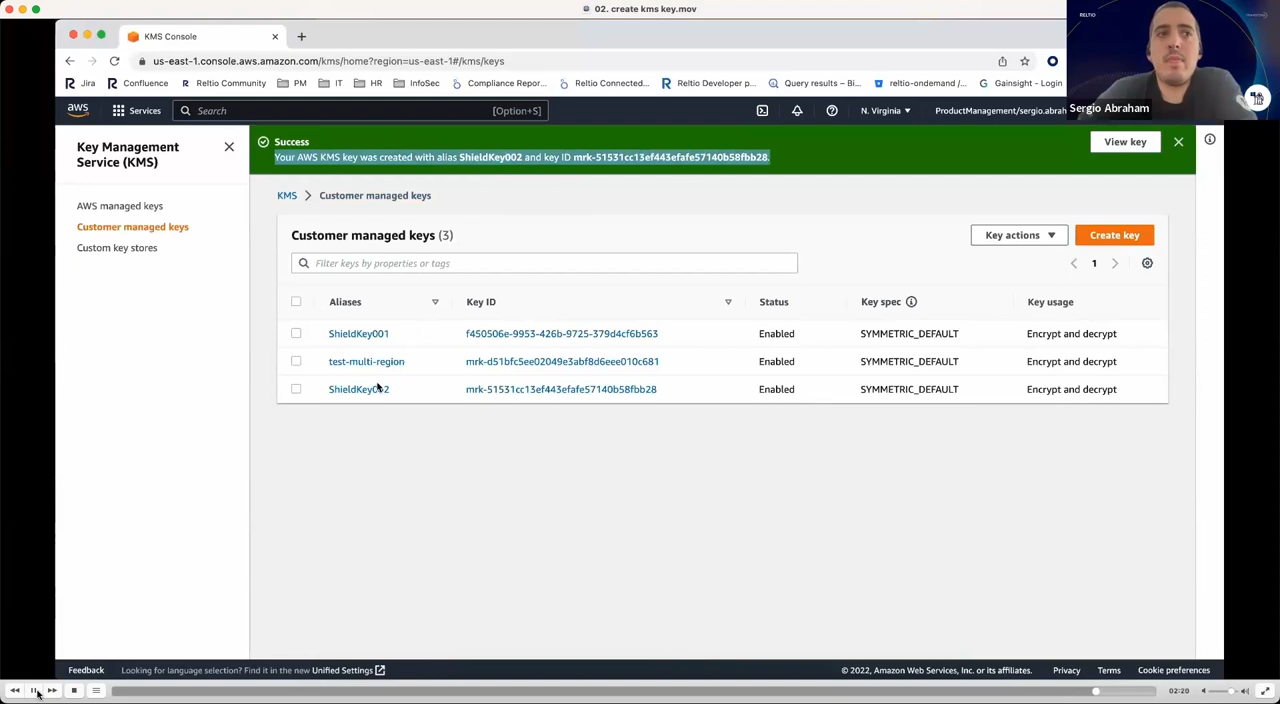 02. create kms key.mov
KMS Console
us-east-1.console.aws.amazon.com/kms/home?region=us-east-1#/kms/keys
Jira Confluence Reltio Community PM IT HR InfoSec Compliance Repor... Reltio Connected... Reltio Developer p... Query results – Bi... reltio-ondemand /... Gainsight - Login
RELTIO
Sergio Abraham
aws Services Search [Option+S] N. Virginia ProductManagement/sergio.abrah
Key Management
Service (KMS)
AWS managed keys
Customer managed keys
Custom key stores
Success
Your AWS KMS key was created with alias ShieldKey002 and key ID mrk-51531cc13ef443efafe57140b58fbb28.
View key
KMS > Customer managed keys
Customer managed keys (3)
Key actions
Create key
Filter keys by properties or tags
1
Aliases Key ID Status Key spec Key usage
ShieldKey001 f450506e-9953-426b-9725-379d4cf6b563 Enabled SYMMETRIC_DEFAULT Encrypt and decrypt
test-multi-region mrk-d51bfc5ee02049e3abf8d6eee010c681 Enabled SYMMETRIC_DEFAULT Encrypt and decrypt
ShieldKey002 mrk-51531cc13ef443efafe57140b58fbb28 Enabled SYMMETRIC_DEFAULT Encrypt and decrypt
Feedback Looking for language selection? Find it in the new Unified Settings © 2022, Amazon Web Services, Inc. or its affiliates. Privacy Terms Cookie preferences
02:20